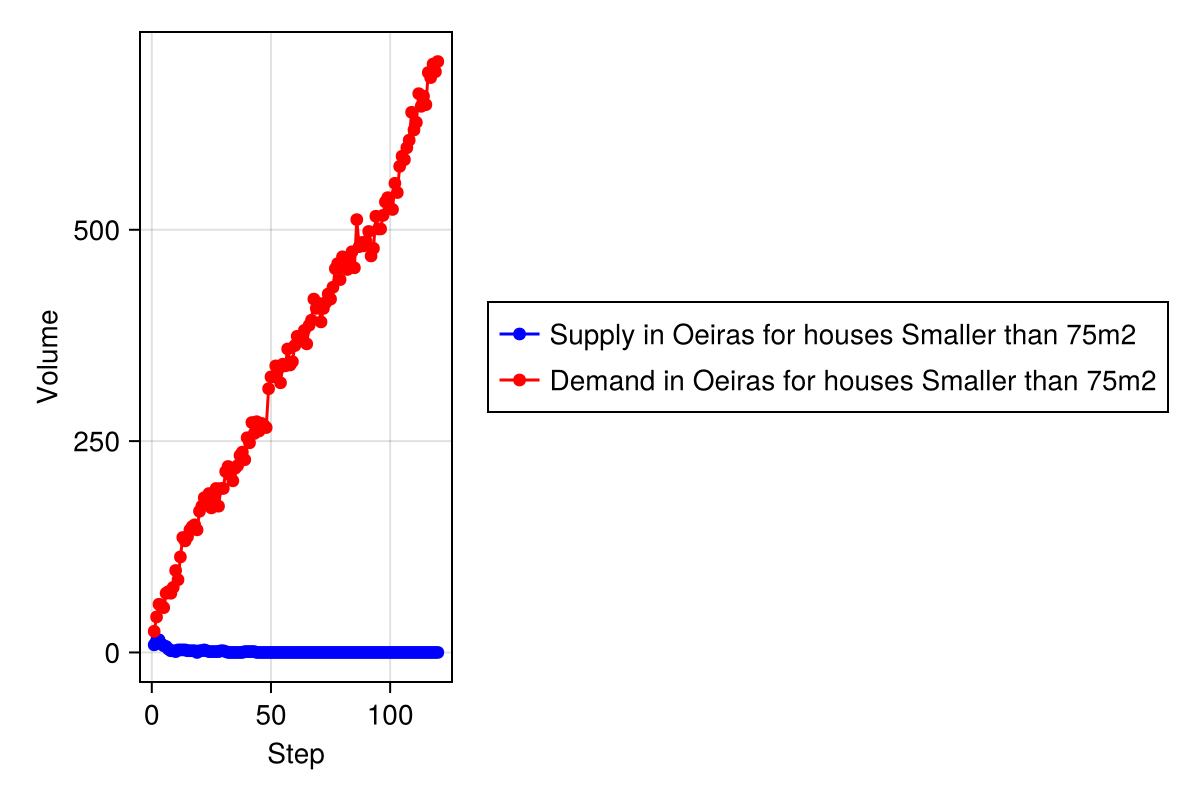 Volume
500
250
0
0 50 100
Step
Supply in Oeiras for houses Smaller than 75m2
Demand in Oeiras for houses Smaller than 75m2